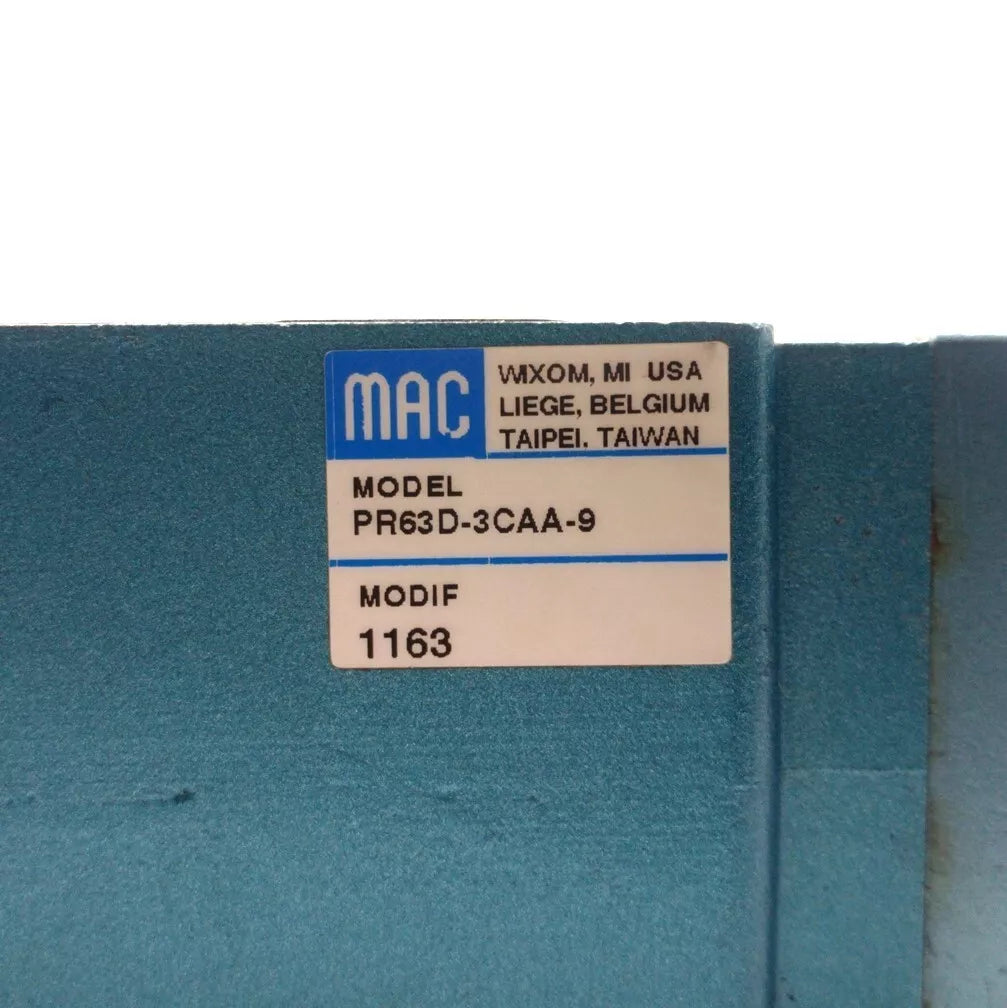 MAC
WIXOM, MI USA
LIEGE, BELGIUM
TAIPEI. TAIWAN
MODEL
PR63D-3CAA-9
MODIF
1163